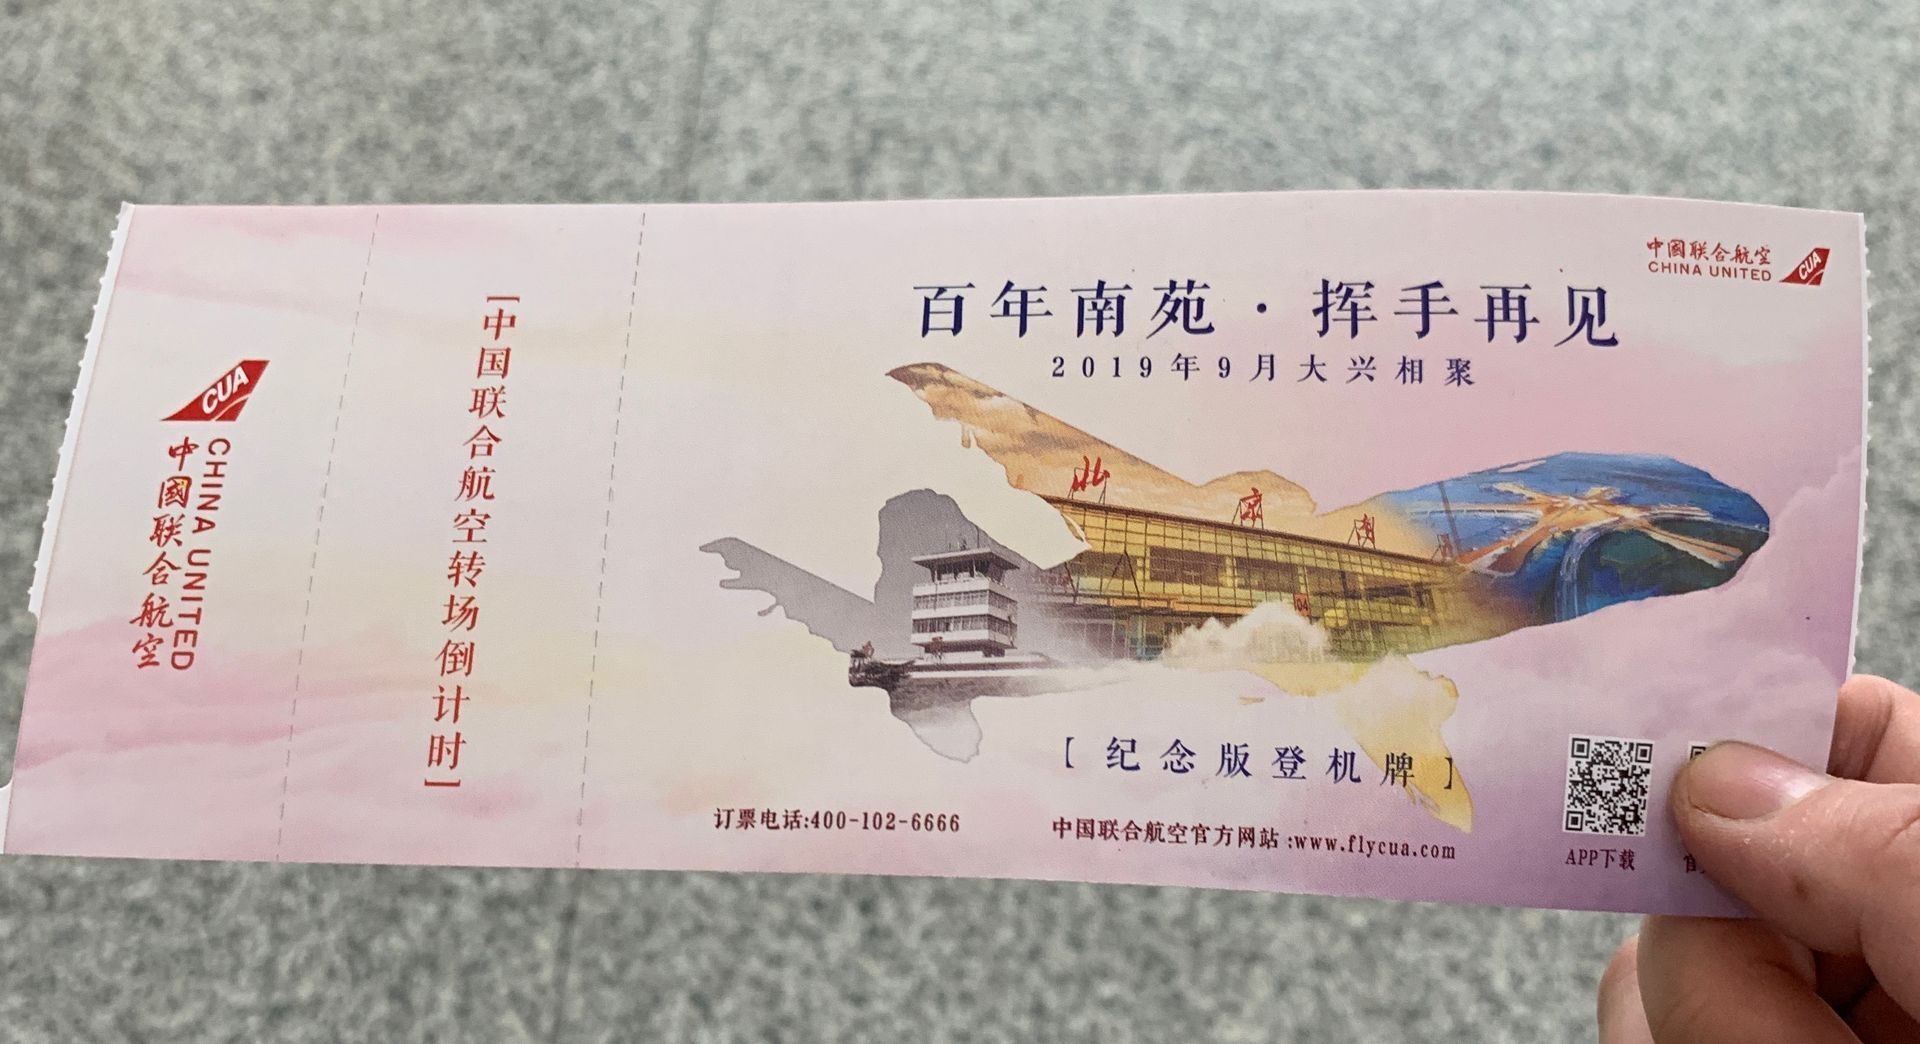 CUA
CHINA UNITED
中國联合航空
[中国联合航空转场倒计时]
中國联合航空
CHINA UNITED
CUA
百年南苑·挥手再见
2019年9月大兴相聚
北京南
04
【纪念版登机牌】
订票电话:400-102-6666
中国联合航空官方网站:www.flycua.com
APP下载
官